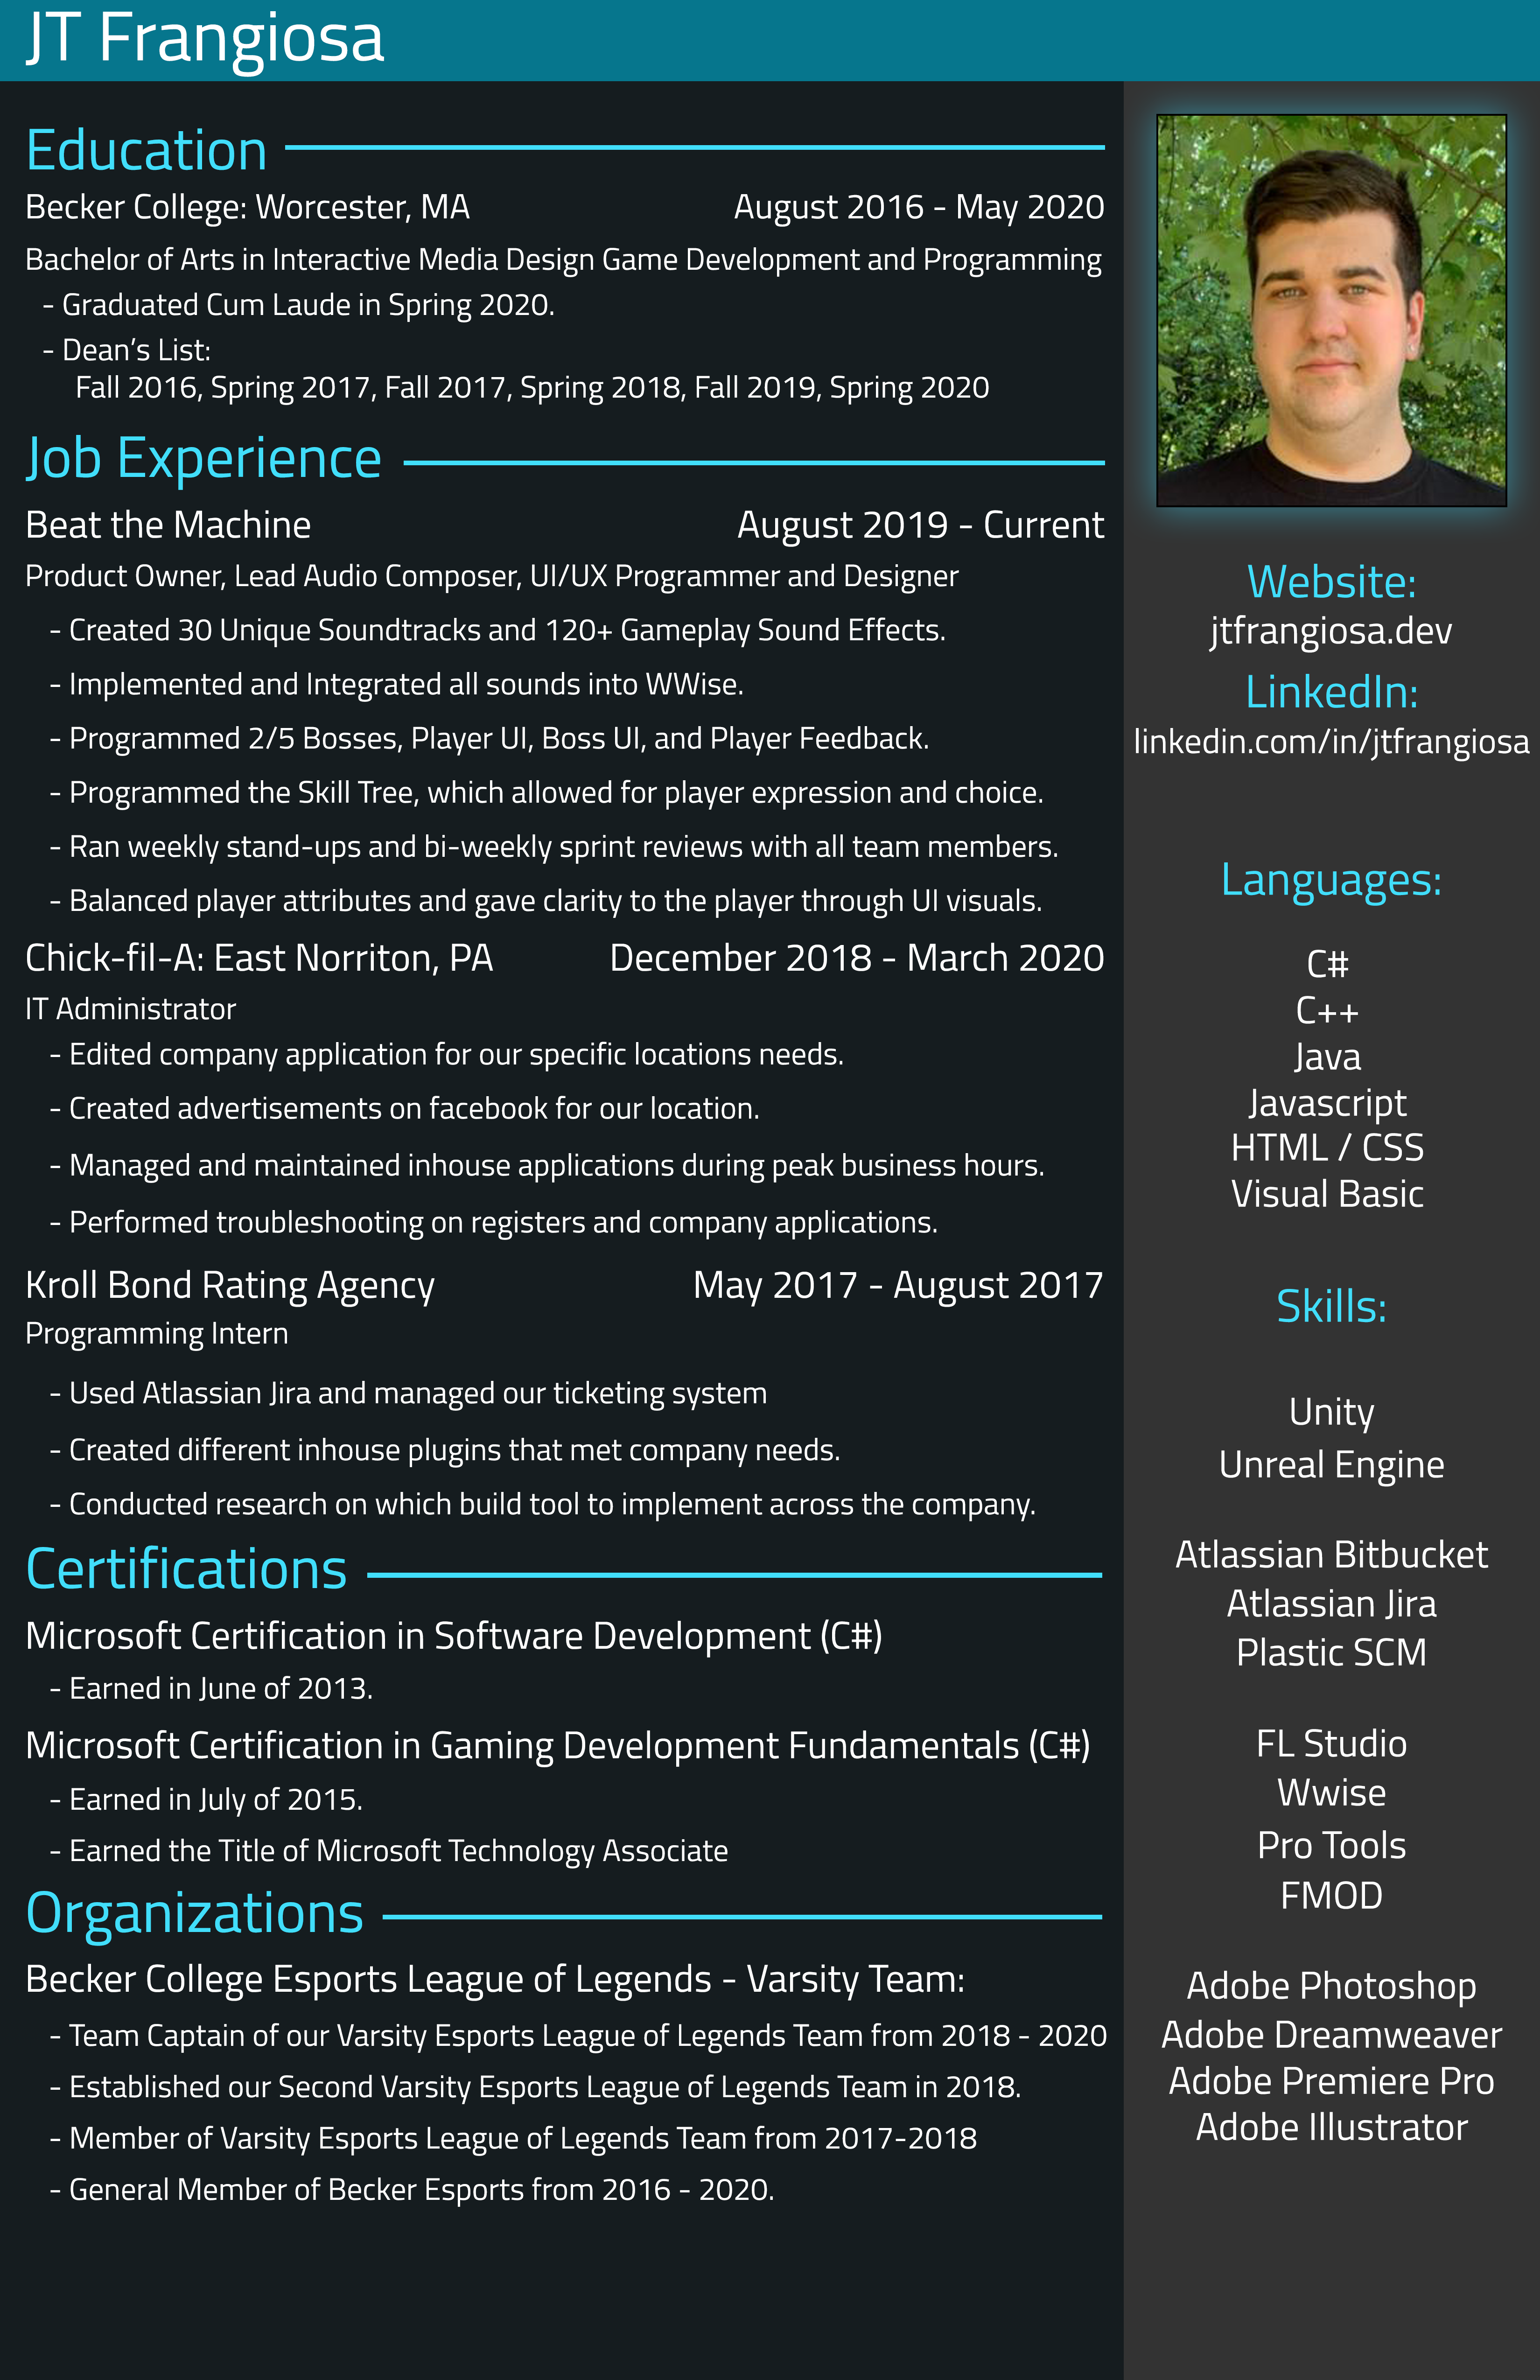 JT Frangiosa
Education
Becker College: Worcester, MA August 2016 - May 2020
Bachelor of Arts in Interactive Media Design Game Development and Programming
- Graduated Cum Laude in Spring 2020.
- Dean’s List:
Fall 2016, Spring 2017, Fall 2017, Spring 2018, Fall 2019, Spring 2020
Job Experience
Beat the Machine August 2019 - Current
Product Owner, Lead Audio Composer, UI/UX Programmer and Designer
- Created 30 Unique Soundtracks and 120+ Gameplay Sound Effects.
- Implemented and Integrated all sounds into WWise.
- Programmed 2/5 Bosses, Player UI, Boss UI, and Player Feedback.
- Programmed the Skill Tree, which allowed for player expression and choice.
- Ran weekly stand-ups and bi-weekly sprint reviews with all team members.
- Balanced player attributes and gave clarity to the player through UI visuals.
Chick-fil-A: East Norriton, PA December 2018 - March 2020
IT Administrator
- Edited company application for our specific locations needs.
- Created advertisements on facebook for our location.
- Managed and maintained inhouse applications during peak business hours.
- Performed troubleshooting on registers and company applications.
Kroll Bond Rating Agency May 2017 - August 2017
Programming Intern
- Used Atlassian Jira and managed our ticketing system
- Created different inhouse plugins that met company needs.
- Conducted research on which build tool to implement across the company.
Certifications
Microsoft Certification in Software Development (C#)
- Earned in June of 2013.
Microsoft Certification in Gaming Development Fundamentals (C#)
- Earned in July of 2015.
- Earned the Title of Microsoft Technology Associate
Organizations
Becker College Esports League of Legends - Varsity Team:
- Team Captain of our Varsity Esports League of Legends Team from 2018 - 2020
- Established our Second Varsity Esports League of Legends Team in 2018.
- Member of Varsity Esports League of Legends Team from 2017-2018
- General Member of Becker Esports from 2016 - 2020.
Website:
jtfrangiosa.dev
LinkedIn:
linkedin.com/in/jtfrangiosa
Languages:
C#
C++
Java
Javascript
HTML / CSS
Visual Basic
Skills:
Unity
Unreal Engine
Atlassian Bitbucket
Atlassian Jira
Plastic SCM
FL Studio
Wwise
Pro Tools
FMOD
Adobe Photoshop
Adobe Dreamweaver
Adobe Premiere Pro
Adobe Illustrator